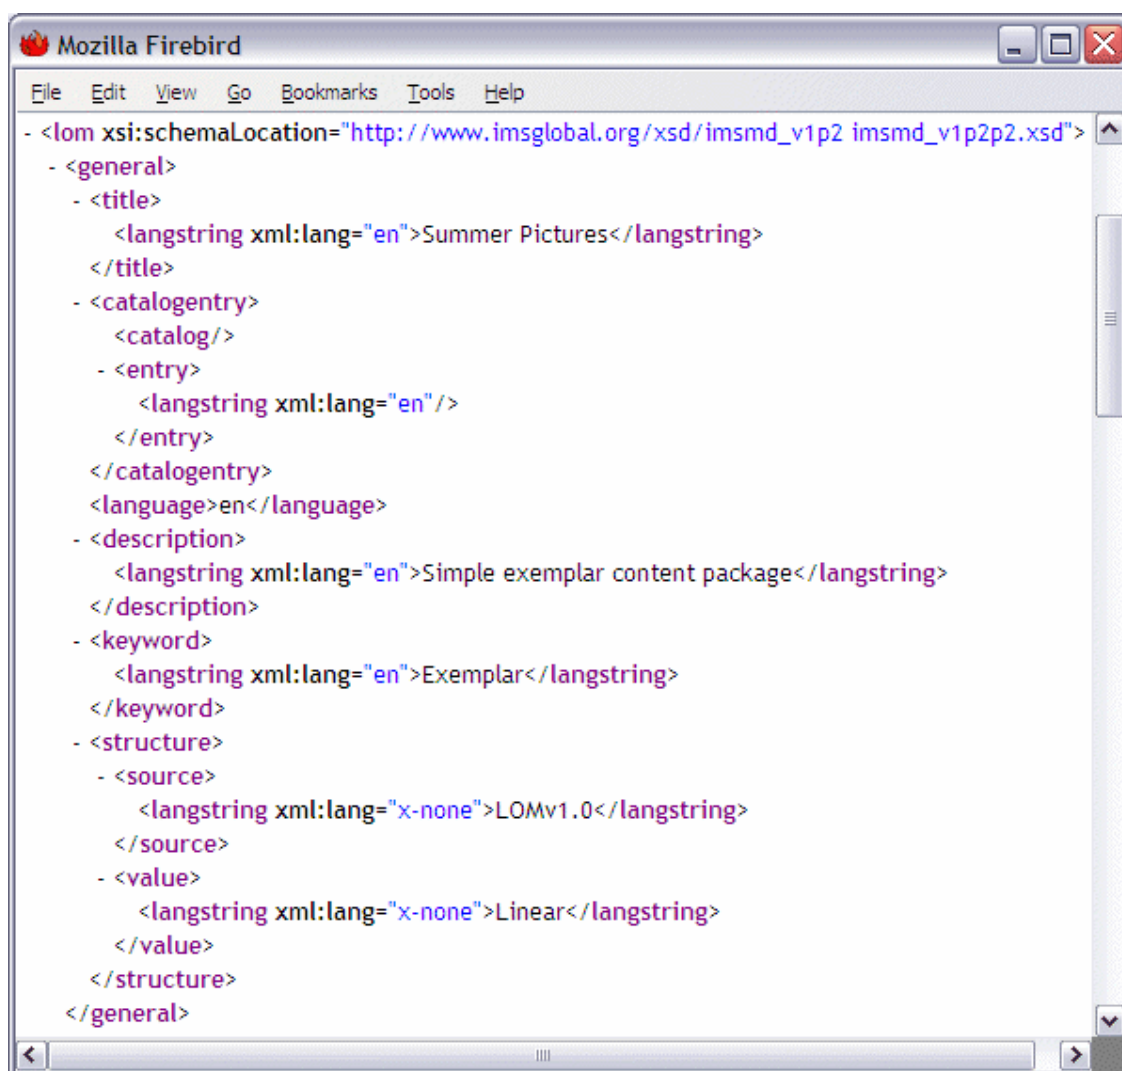 Mozilla Firebird
File Edit View Go Bookmarks Tools Help
- <lom xsi:schemaLocation="http://www.imsglobal.org/xsd/imsmd_v1p2 imsmd_v1p2p2.xsd">
- <general>
- <title>
<langstring xml:lang="en">Summer Pictures</langstring>
</title>
- <catalogentry>
<catalog/>
- <entry>
<langstring xml:lang="en"/>
</entry>
</catalogentry>
<language>en</language>
- <description>
<langstring xml:lang="en">Simple exemplar content package</langstring>
</description>
- <keyword>
<langstring xml:lang="en">Exemplar</langstring>
</keyword>
- <structure>
- <source>
<langstring xml:lang="x-none">LOMv1.0</langstring>
</source>
- <value>
<langstring xml:lang="x-none">Linear</langstring>
</value>
</structure>
</general>